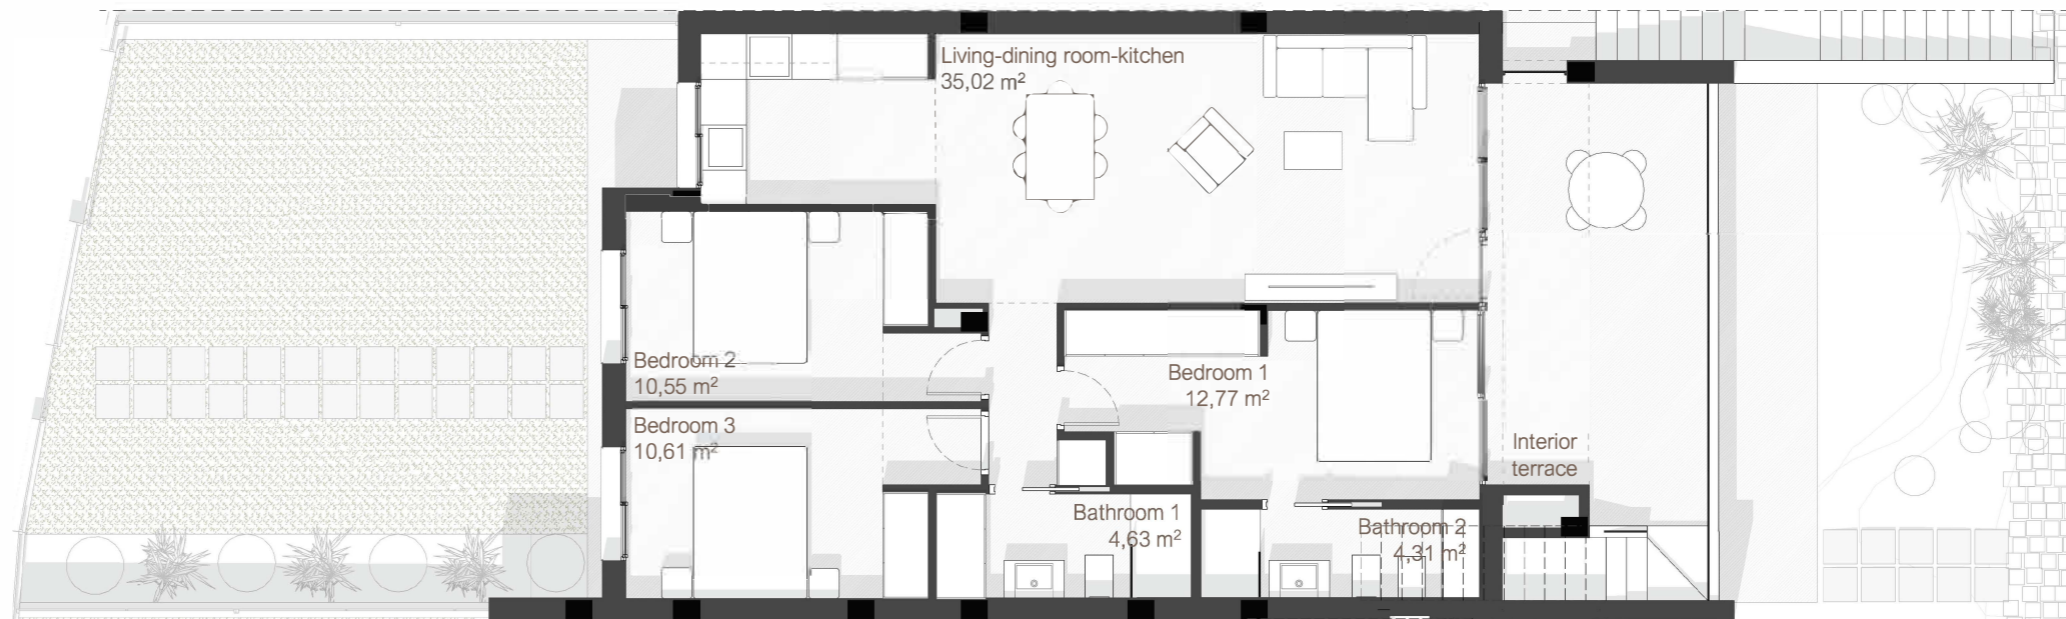 Living-dining room-kitchen
35,02 m²
Bedroom 2
10,55 m²
Bedroom 1
12,77 m²
Bedroom 3
10,61 m²
Interior
terrace
Bathroom 1
4,63 m²
Bathroom 2
4,31 m²